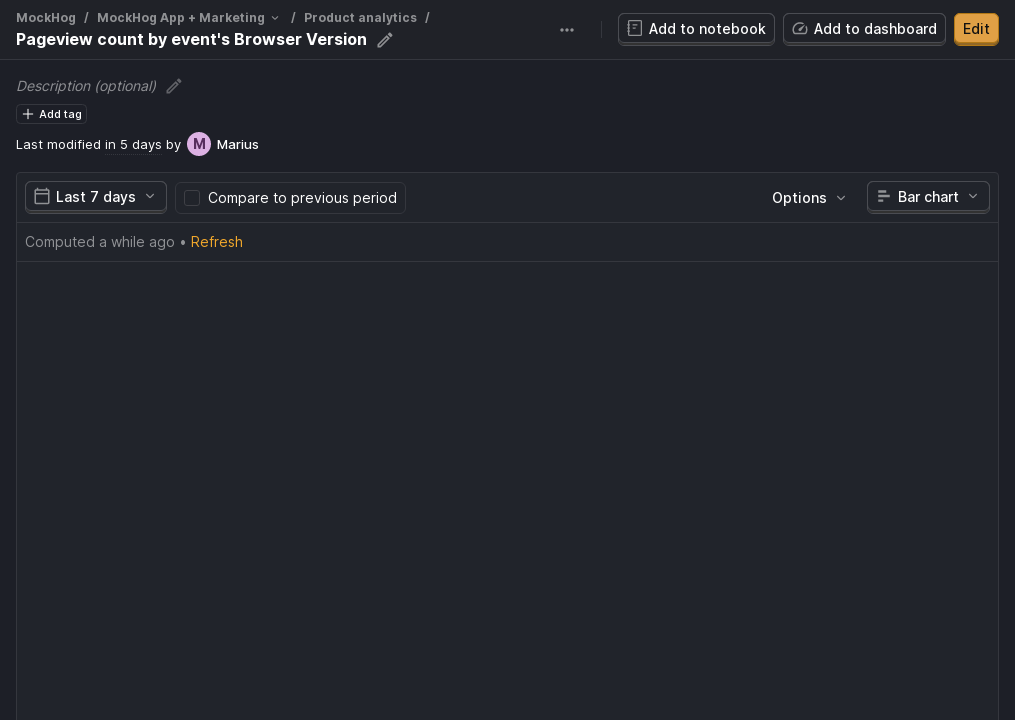 MockHog / MockHog App + Marketing / Product analytics /
Pageview count by event's Browser Version
Add to notebook
Add to dashboard
Edit
Description (optional)
Add tag
Last modified in 5 days by M Marius
Last 7 days
Compare to previous period
Options
Bar chart
Computed a while ago • Refresh